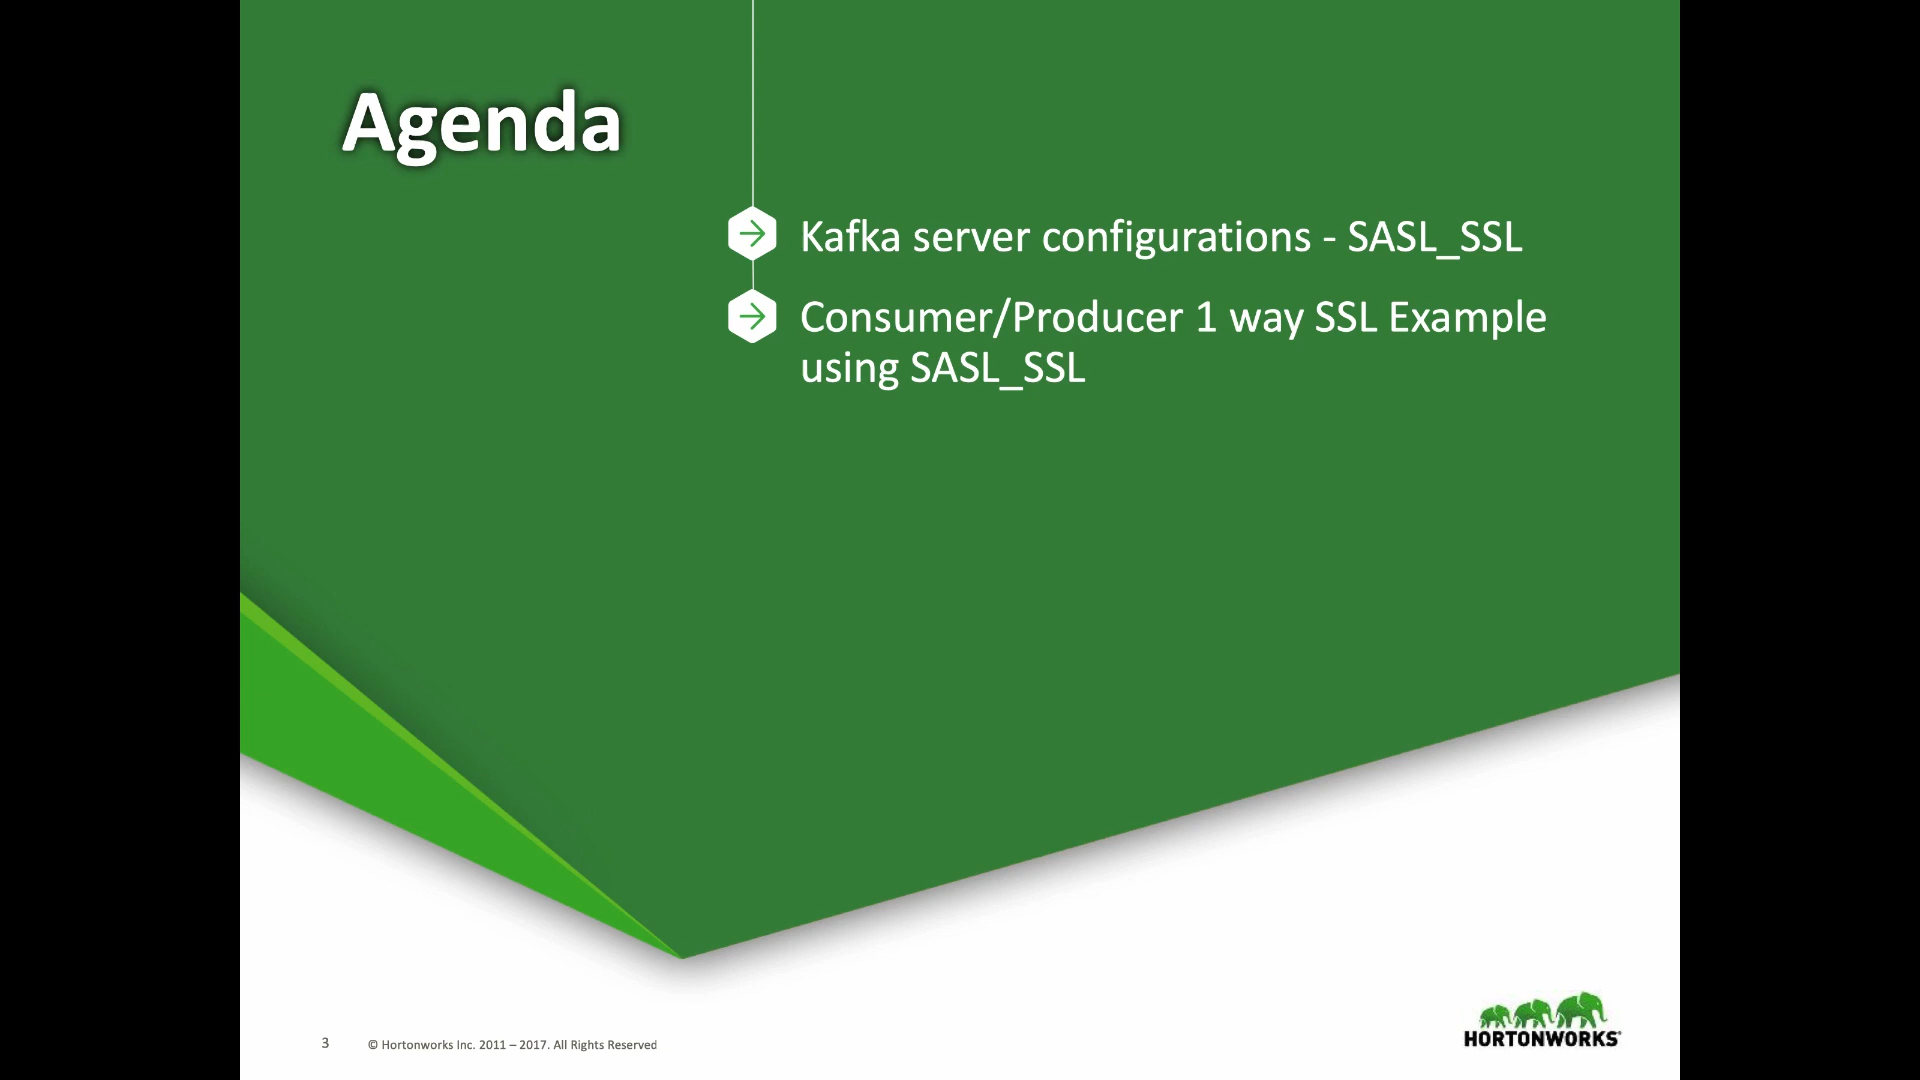 Agenda
Kafka server configurations - SASL_SSL
Consumer/Producer 1 way SSL Example
using SASL_SSL
3
© Hortonworks Inc. 2011 – 2017. All Rights Reserved
HORTONWORKS®